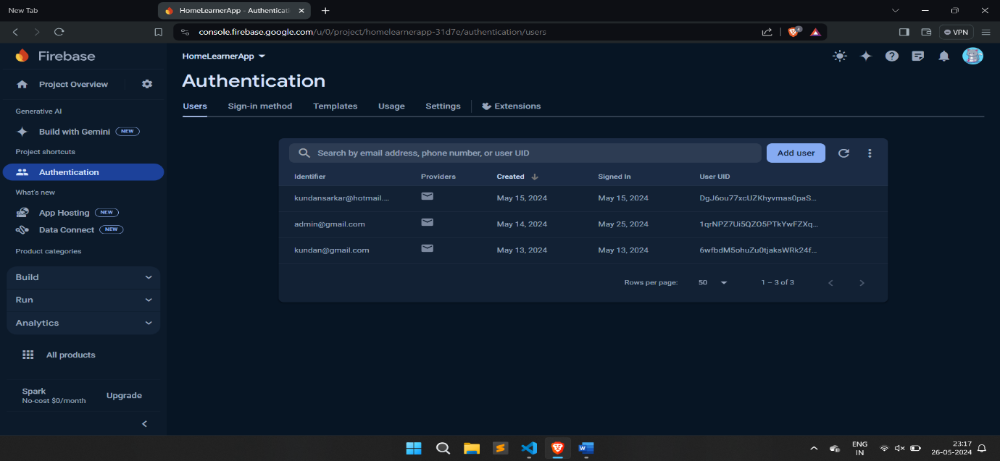 New Tab
HomeLearnerApp - Authenticati
console.firebase.google.com/u/0/project/homelearnerapp-31d7e/authentication/users
4
VPN
Firebase
Project Overview
Generative AI
Build with Gemini NEW
Project shortcuts
Authentication
What's new
App Hosting NEW
Data Connect NEW
Product categories
Build
Run
Analytics
All products
Spark
No-cost $0/month
Upgrade
HomeLearnerApp
Authentication
Users Sign-in method Templates Usage Settings Extensions
Search by email address, phone number, or user UID
Add user
Identifier Providers Created Signed In User UID
kundansarkar@hotmail.... May 15, 2024 May 15, 2024 DgJ6ou77xcUZKhyvmas0paS...
admin@gmail.com May 14, 2024 May 25, 2024 1qrNPZ7Ui5QZO5PTkYwFZXq...
kundan@gmail.com May 13, 2024 May 13, 2024 6wfbdM5ohuZu0tjaksWRk24f...
Rows per page: 50 1 – 3 of 3
ENG
IN
23:17
26-05-2024